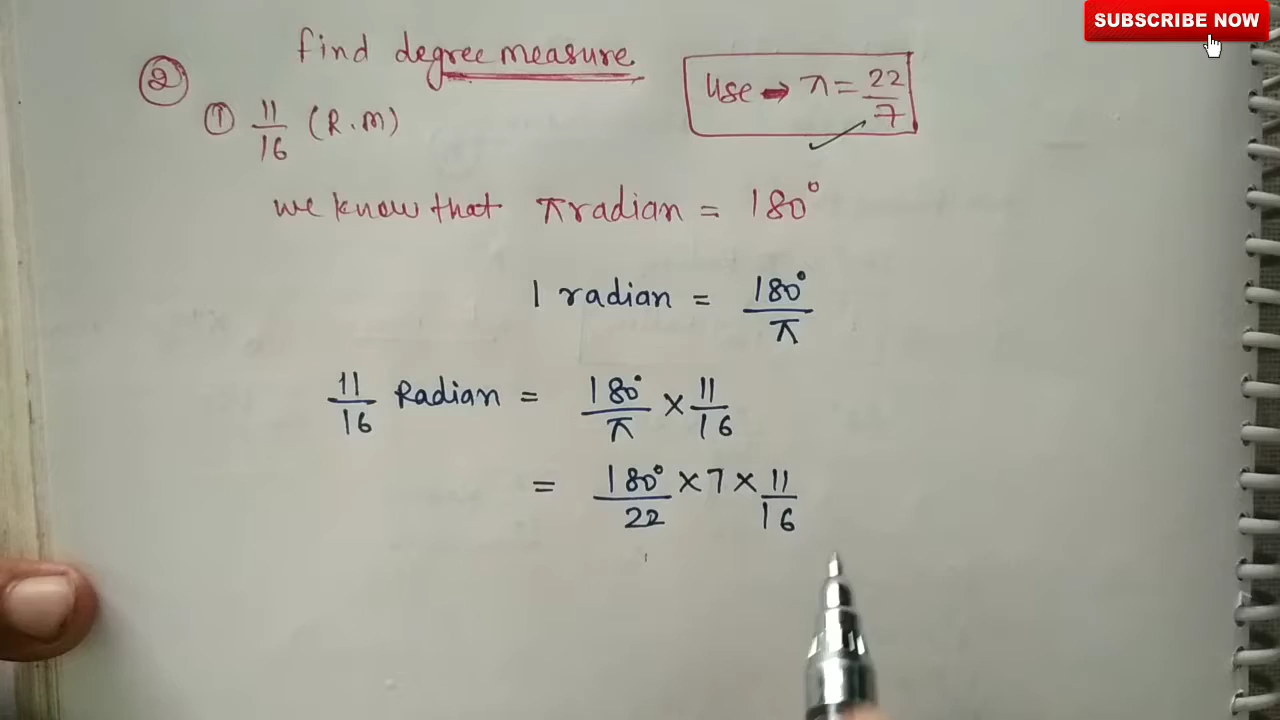 SUBSCRIBE NOW
② find degree measure
Use → π = 22/7
① 11/16 (R.M)
we know that π radian = 180°
1 radian = 180°/π
11/16 Radian = 180°/π × 11/16
= 180°/22 × 7 × 11/16